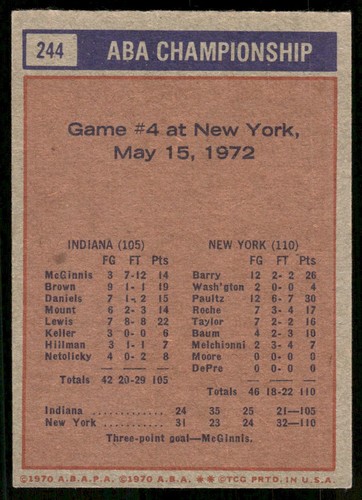 244 ABA CHAMPIONSHIP
Game #4 at New York,
May 15, 1972
INDIANA (105)
FG FT Pts
McGinnis 3 7-12 14
Brown 9 1- 1 19
Daniels 7 1- 2 15
Mount 6 2- 3 14
Lewis 7 8- 8 22
Keller 3 0- 0 6
Hillman 3 1- 1 7
Netolicky 4 0- 2 8
Totals 42 20-29 105
NEW YORK (110)
FG FT Pts
Barry 12 2- 2 26
Wash'gton 2 0- 0 4
Paultz 12 6- 7 30
Roche 7 3- 4 17
Taylor 7 2- 2 16
Baum 4 2- 3 10
Melchionni 2 3- 4 7
Moore 0 0- 0 0
DePre 0 0- 0 0
Totals 46 18-22 110
Indiana ............ 24 35 25 21—105
New York ........... 31 23 24 32—110
Three-point goal—McGinnis.
©1970 A.B.A.P.A. ©1970 A.B.A. ✱✱ ©TCG PRTD. IN U.S.A.